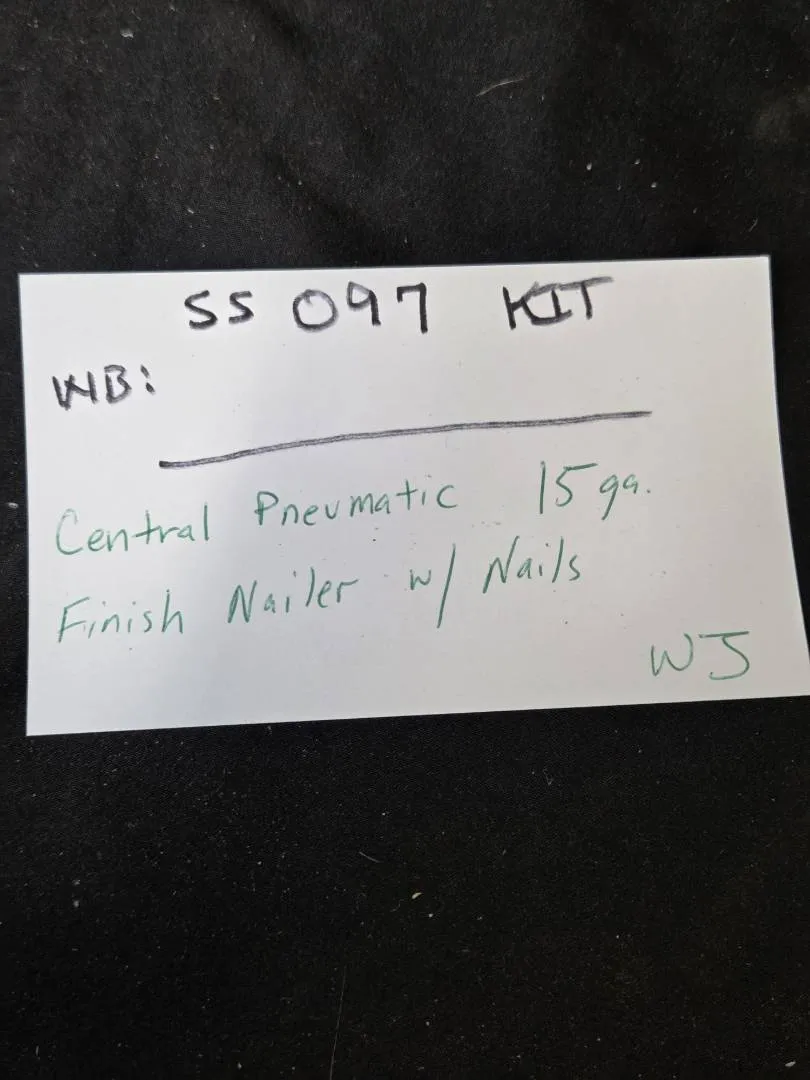 SS 097 KIT
WB:
Central Pneumatic 15 ga.
Finish Nailer w/ Nails
WJ